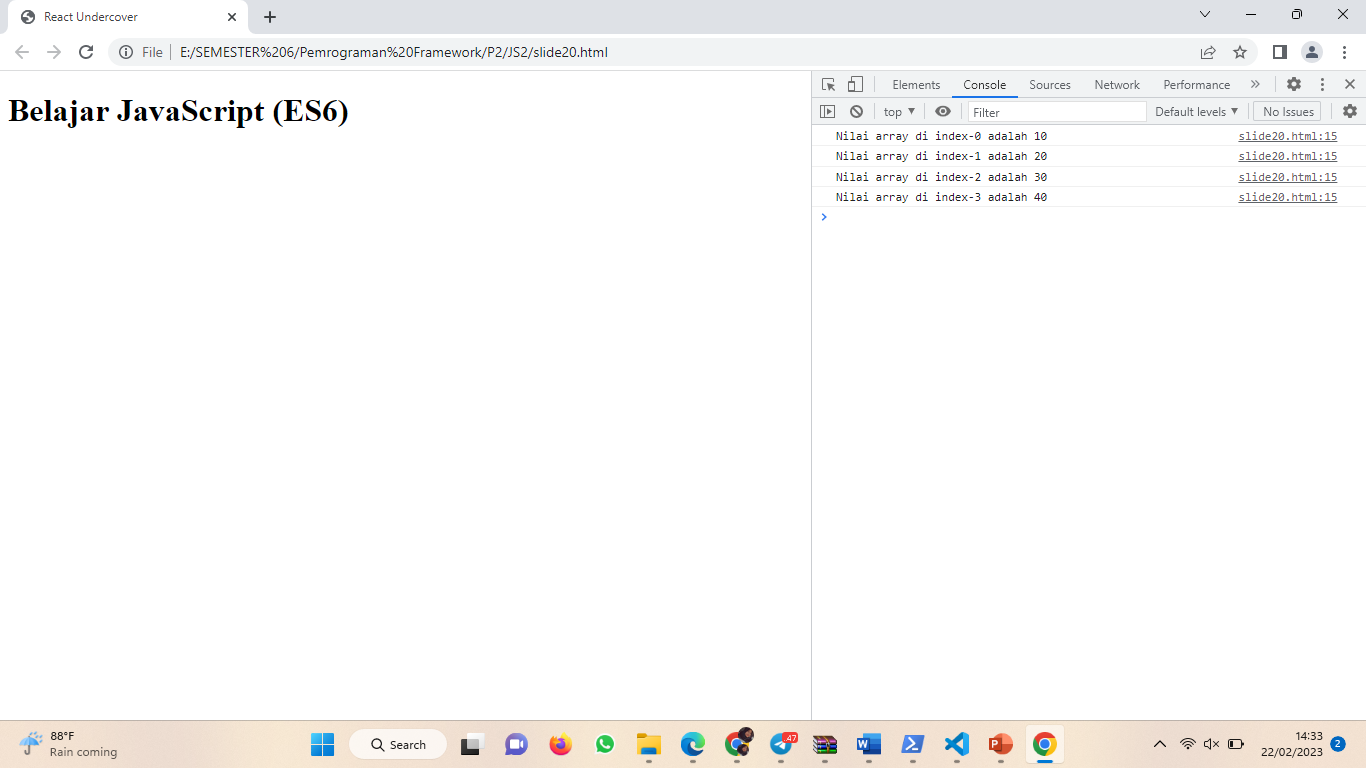 React Undercover
File E:/SEMESTER%206/Pemrograman%20Framework/P2/JS2/slide20.html
Belajar JavaScript (ES6)
Elements Console Sources Network Performance
top Filter Default levels No Issues
Nilai array di index-0 adalah 10 slide20.html:15
Nilai array di index-1 adalah 20 slide20.html:15
Nilai array di index-2 adalah 30 slide20.html:15
Nilai array di index-3 adalah 40 slide20.html:15
88°F
Rain coming
Search
47
14:33
22/02/2023
2